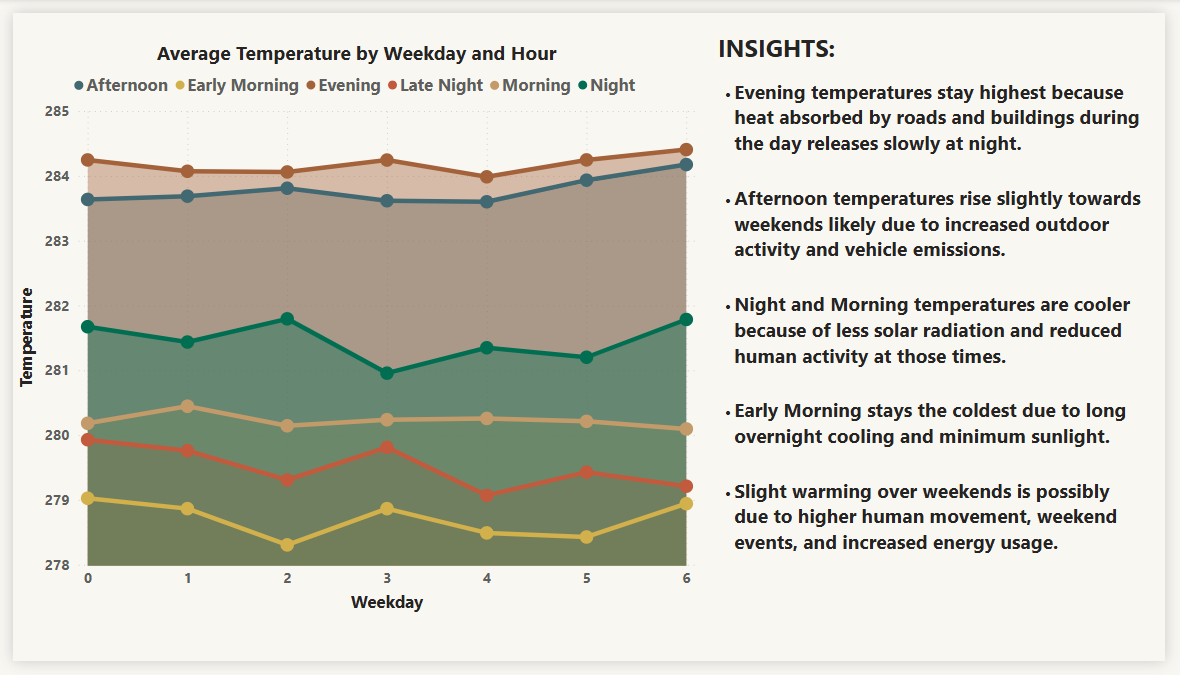 Average Temperature by Weekday and Hour
Afternoon Early Morning Evening Late Night Morning Night
285
284
283
282
281
280
279
278
Temperature
0 1 2 3 4 5 6
Weekday
INSIGHTS:
• Evening temperatures stay highest because
heat absorbed by roads and buildings during
the day releases slowly at night.
• Afternoon temperatures rise slightly towards
weekends likely due to increased outdoor
activity and vehicle emissions.
• Night and Morning temperatures are cooler
because of less solar radiation and reduced
human activity at those times.
• Early Morning stays the coldest due to long
overnight cooling and minimum sunlight.
• Slight warming over weekends is possibly
due to higher human movement, weekend
events, and increased energy usage.